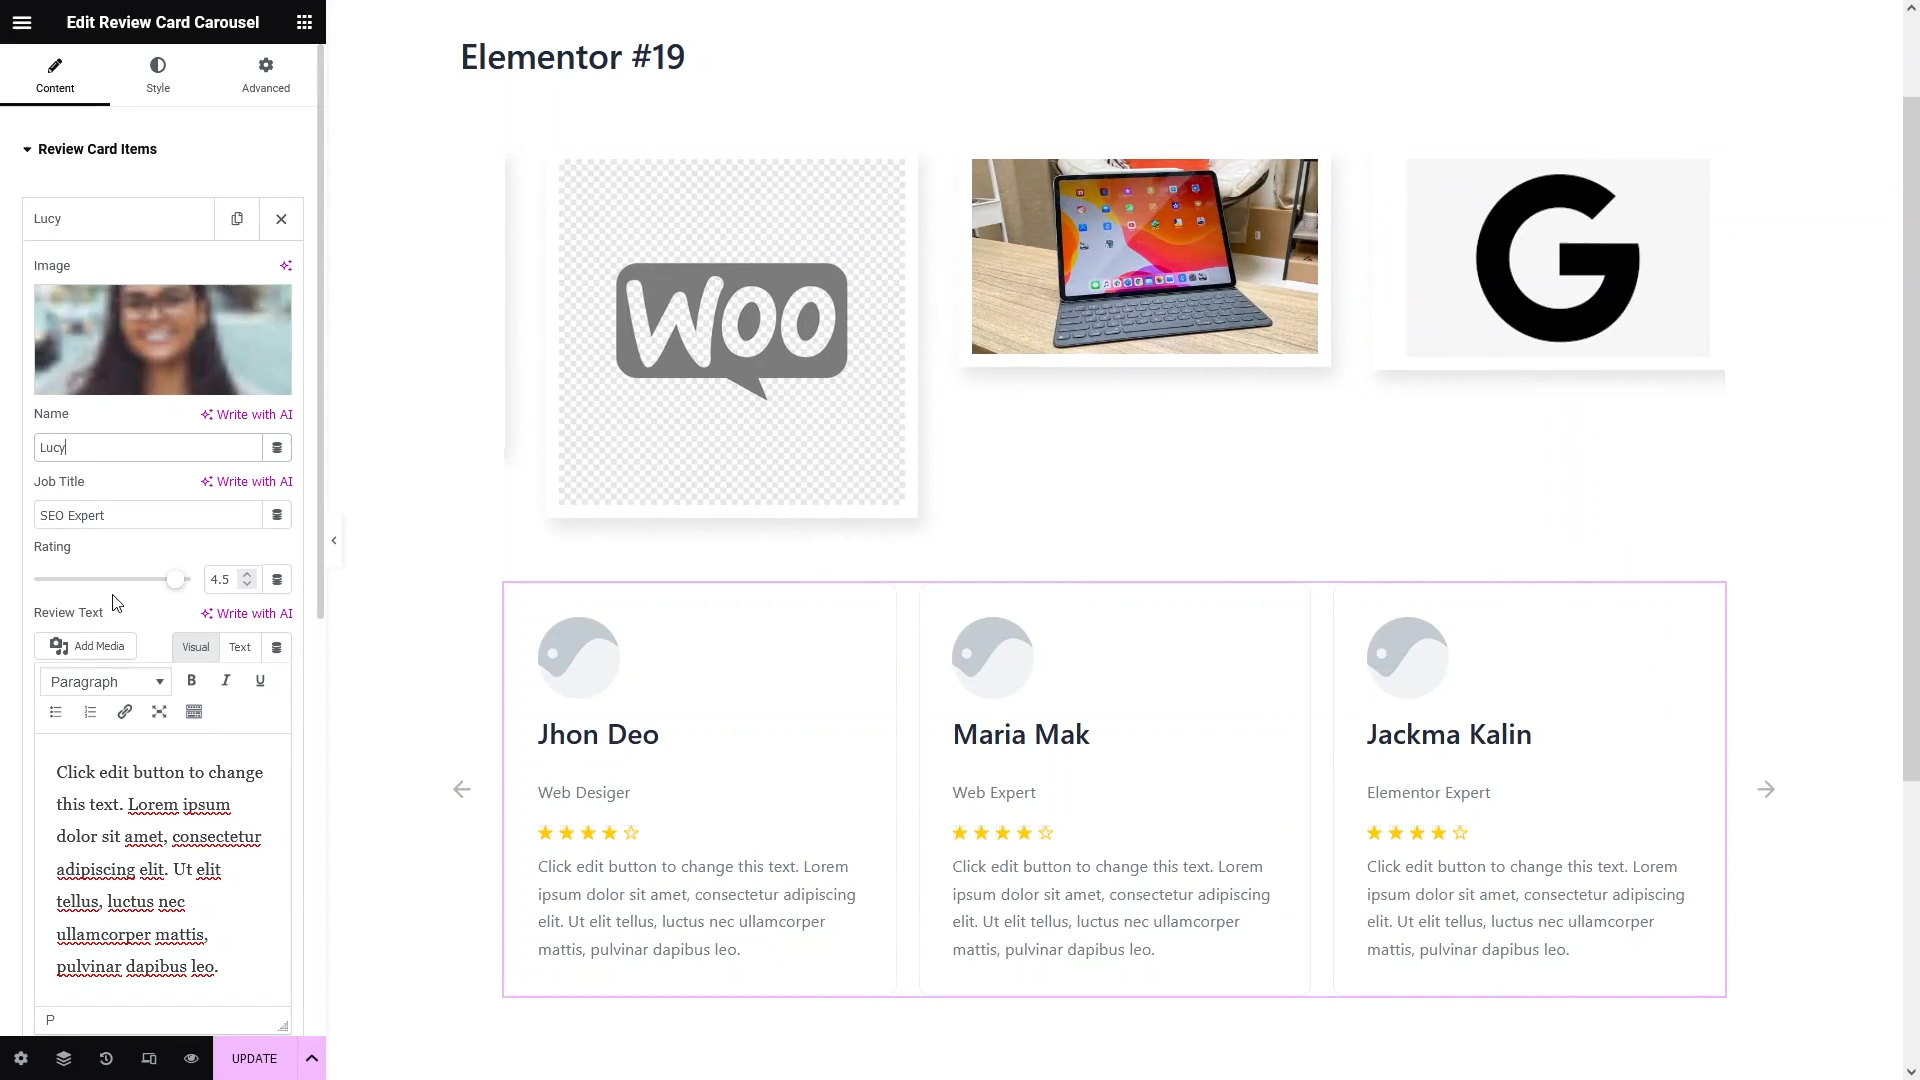 Edit Review Card Carousel
Content
Style
Advanced
Review Card Items
Lucy
Image
Name
Write with AI
Lucy
Job Title
Write with AI
SEO Expert
Rating
4.5
Review Text
Write with AI
Add Media
Visual
Text
Paragraph
B
I
U
Click edit button to change
this text. Lorem ipsum
dolor sit amet, consectetur
adipiscing elit. Ut elit
tellus, luctus nec
ullamcorper mattis,
pulvinar dapibus leo.
P
UPDATE
Elementor #19
Woo
G
Jhon Deo
Web Desiger
Click edit button to change this text. Lorem
ipsum dolor sit amet, consectetur adipiscing
elit. Ut elit tellus, luctus nec ullamcorper
mattis, pulvinar dapibus leo.
Maria Mak
Web Expert
Click edit button to change this text. Lorem
ipsum dolor sit amet, consectetur adipiscing
elit. Ut elit tellus, luctus nec ullamcorper
mattis, pulvinar dapibus leo.
Jackma Kalin
Elementor Expert
Click edit button to change this text. Lorem
ipsum dolor sit amet, consectetur adipiscing
elit. Ut elit tellus, luctus nec ullamcorper
mattis, pulvinar dapibus leo.